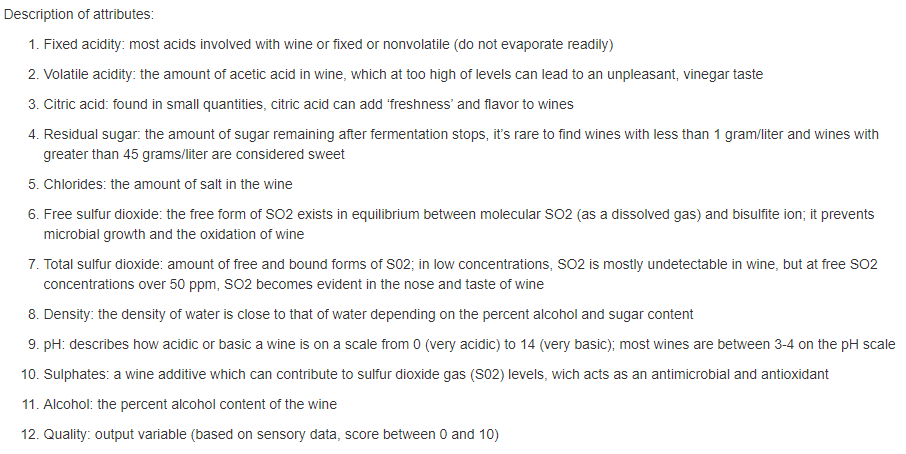 Description of attributes:
1. Fixed acidity: most acids involved with wine or fixed or nonvolatile (do not evaporate readily)
2. Volatile acidity: the amount of acetic acid in wine, which at too high of levels can lead to an unpleasant, vinegar taste
3. Citric acid: found in small quantities, citric acid can add ‘freshness’ and flavor to wines
4. Residual sugar: the amount of sugar remaining after fermentation stops, it’s rare to find wines with less than 1 gram/liter and wines with
greater than 45 grams/liter are considered sweet
5. Chlorides: the amount of salt in the wine
6. Free sulfur dioxide: the free form of SO2 exists in equilibrium between molecular SO2 (as a dissolved gas) and bisulfite ion; it prevents
microbial growth and the oxidation of wine
7. Total sulfur dioxide: amount of free and bound forms of S02; in low concentrations, SO2 is mostly undetectable in wine, but at free SO2
concentrations over 50 ppm, SO2 becomes evident in the nose and taste of wine
8. Density: the density of water is close to that of water depending on the percent alcohol and sugar content
9. pH: describes how acidic or basic a wine is on a scale from 0 (very acidic) to 14 (very basic); most wines are between 3-4 on the pH scale
10. Sulphates: a wine additive which can contribute to sulfur dioxide gas (S02) levels, wich acts as an antimicrobial and antioxidant
11. Alcohol: the percent alcohol content of the wine
12. Quality: output variable (based on sensory data, score between 0 and 10)